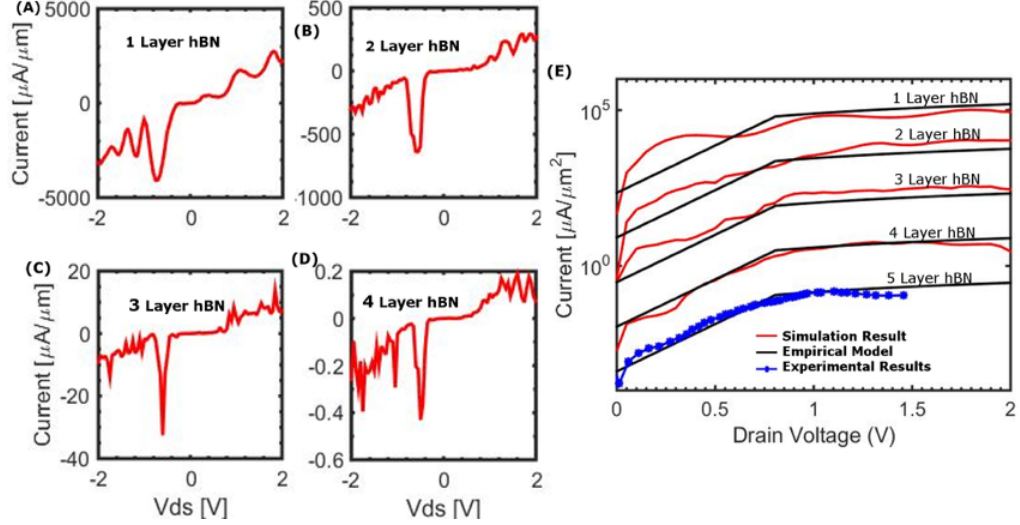 (A)
5000
1 Layer hBN
0
Current [μA/μm]
-5000
-2
0
2
(B)
500
2 Layer hBN
0
-500
1000
-2
0
2
(C)
20
3 Layer hBN
0
Current [μA/μm]
-20
-40
-2
0
2
Vds [V]
(D)
0.2
4 Layer hBN
0
-0.2
-0.4
-0.6
-2
0
2
Vds [V]
(E)
1 Layer hBN
10^5
2 Layer hBN
3 Layer hBN
Current [μA/μm^2]
4 Layer hBN
10^0
5 Layer hBN
Simulation Result
Empirical Model
Experimental Results
0
0.5
1
1.5
2
Drain Voltage (V)